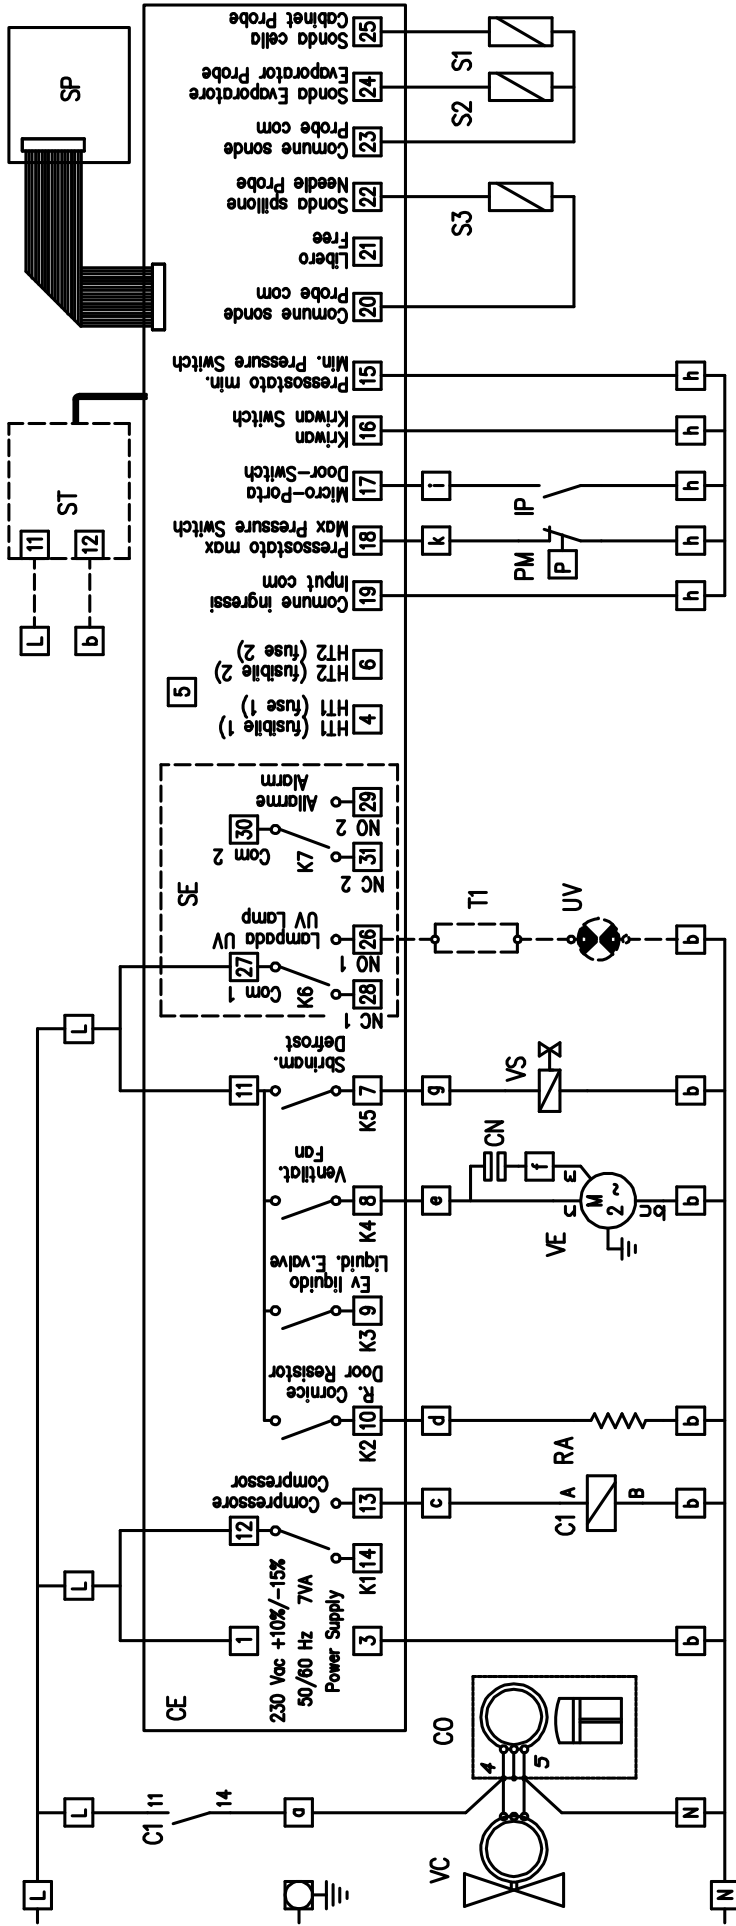 SP
ST
11
12
L
b
25
Sonda cella
Cabinet Probe
24
Sonda Evaporatore
Evaporator Probe
23
Comune sonde
Probe com
22
Sonda spillone
Needle Probe
21
Libero
Free
20
Comune sonde
Probe com
S1
S2
S3
15
Pressostato min.
Min. Pressure Switch
16
Kriwan
Kriwan Switch
17
Micro-Porta
Door-Switch
18
Pressostato max
Max Pressure Switch
19
Comune ingressi
Input com
h
h
i
IP
h
k
PM
P
h
h
5
6
HT2 (fusibile 2)
HT2 (fuse 2)
4
HT1 (fusibile 1)
HT1 (fuse 1)
SE
Allarme
Alarm
29
NO 2
30
Com 2
K7
31
NC 2
Lampada UV
UV Lamp
26
NO 1
27
Com 1
K6
28
NC 1
T1
UV
b
L
11
Sbrinam.
Defrost
K5
7
g
VS
b
Ventilat.
Fan
K4
8
e
CN
f
VE
M
2 ~
b
Ev liquido
Liquid. E.valve
K3
9
R. Cornice
Door Resistor
K2
10
d
RA
b
Compressore
Compressor
12
13
K1
14
c
C1
A
B
b
L
1
230 Vac +10%/-15%
50/60 Hz 7VA
Power Supply
3
b
CE
CO
4
5
VC
L
C1
11
14
a
N
L
N